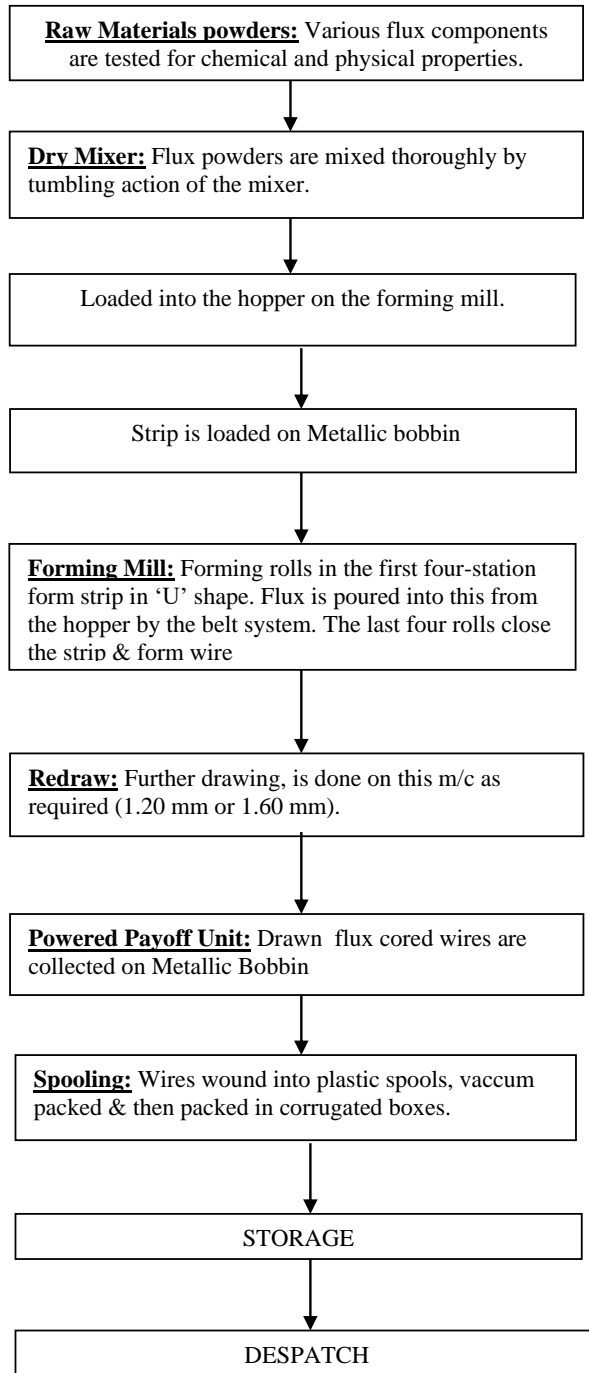 Raw Materials powders: Various flux components
are tested for chemical and physical properties.
Dry Mixer: Flux powders are mixed thoroughly by
tumbling action of the mixer.
Loaded into the hopper on the forming mill.
Strip is loaded on Metallic bobbin
Forming Mill: Forming rolls in the first four-station
form strip in ‘U’ shape. Flux is poured into this from
the hopper by the belt system. The last four rolls close
the strip & form wire
Redraw: Further drawing, is done on this m/c as
required (1.20 mm or 1.60 mm).
Powered Payoff Unit: Drawn flux cored wires are
collected on Metallic Bobbin
Spooling: Wires wound into plastic spools, vaccum
packed & then packed in corrugated boxes.
STORAGE
DESPATCH